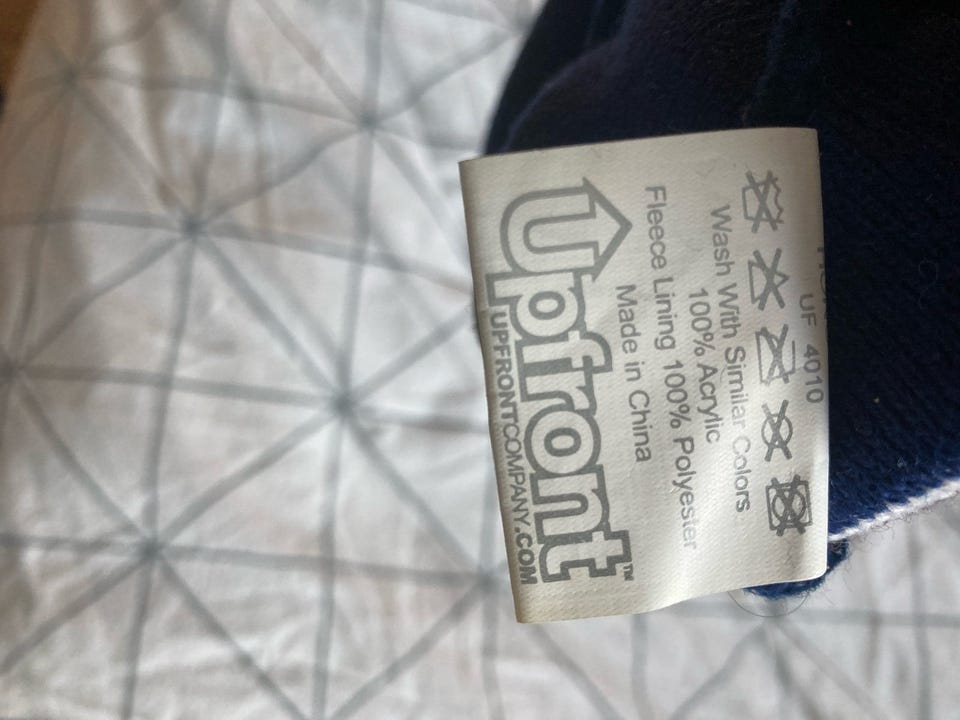 UF 4010
Wash With Similar Colors
100% Acrylic
Fleece Lining 100% Polyester
Made in China
Upfront™
UPFRONTCOMPANY.COM